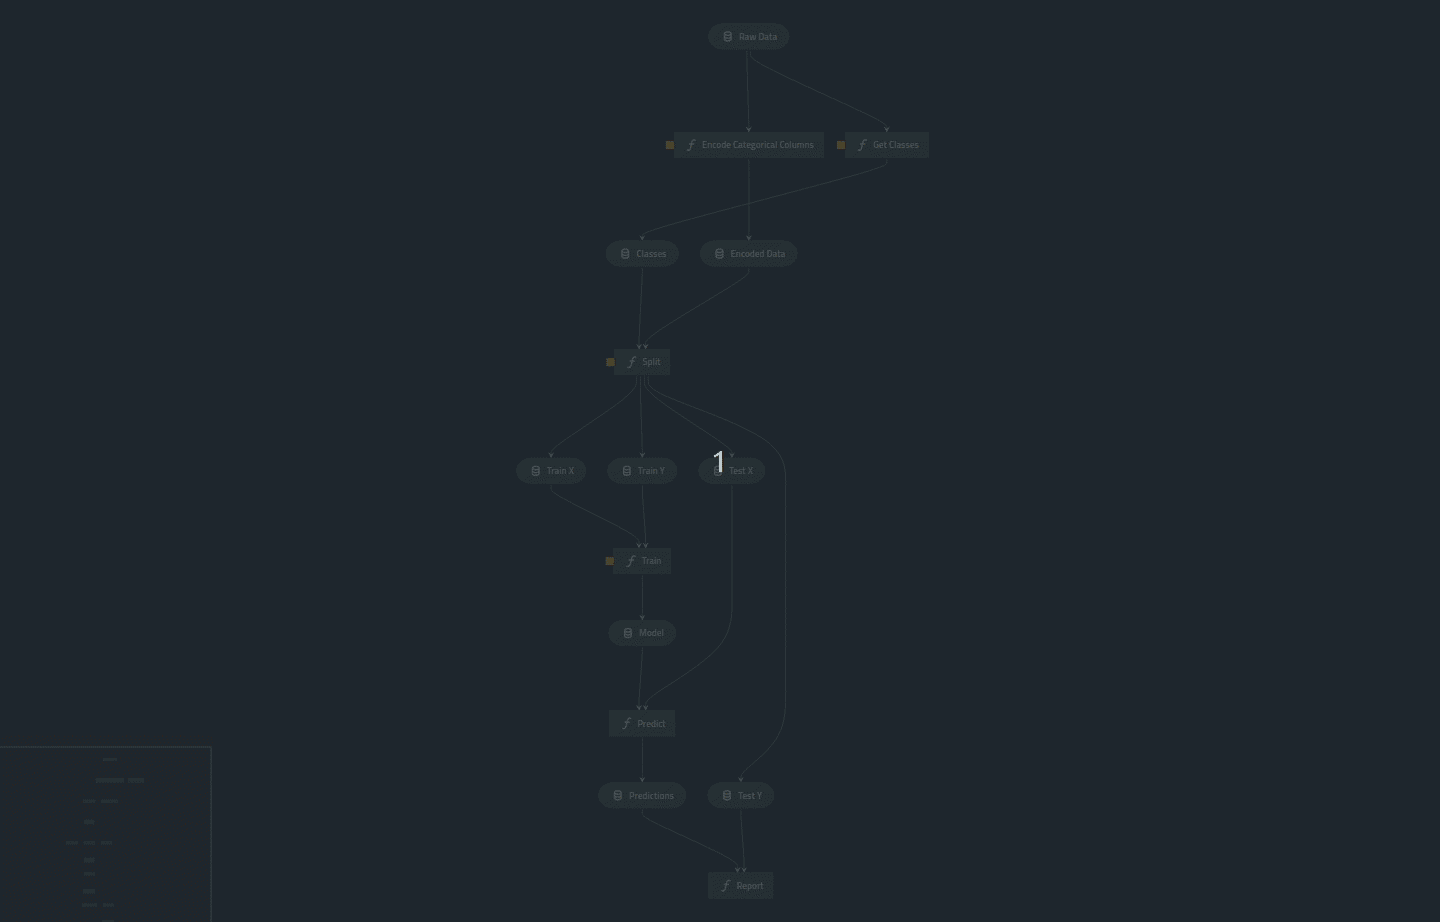 Raw Data
Encode Categorical Columns
Get Classes
Classes
Encoded Data
Split
Train X
Train Y
1
Test X
Train
Model
Predict
Predictions
Test Y
Report